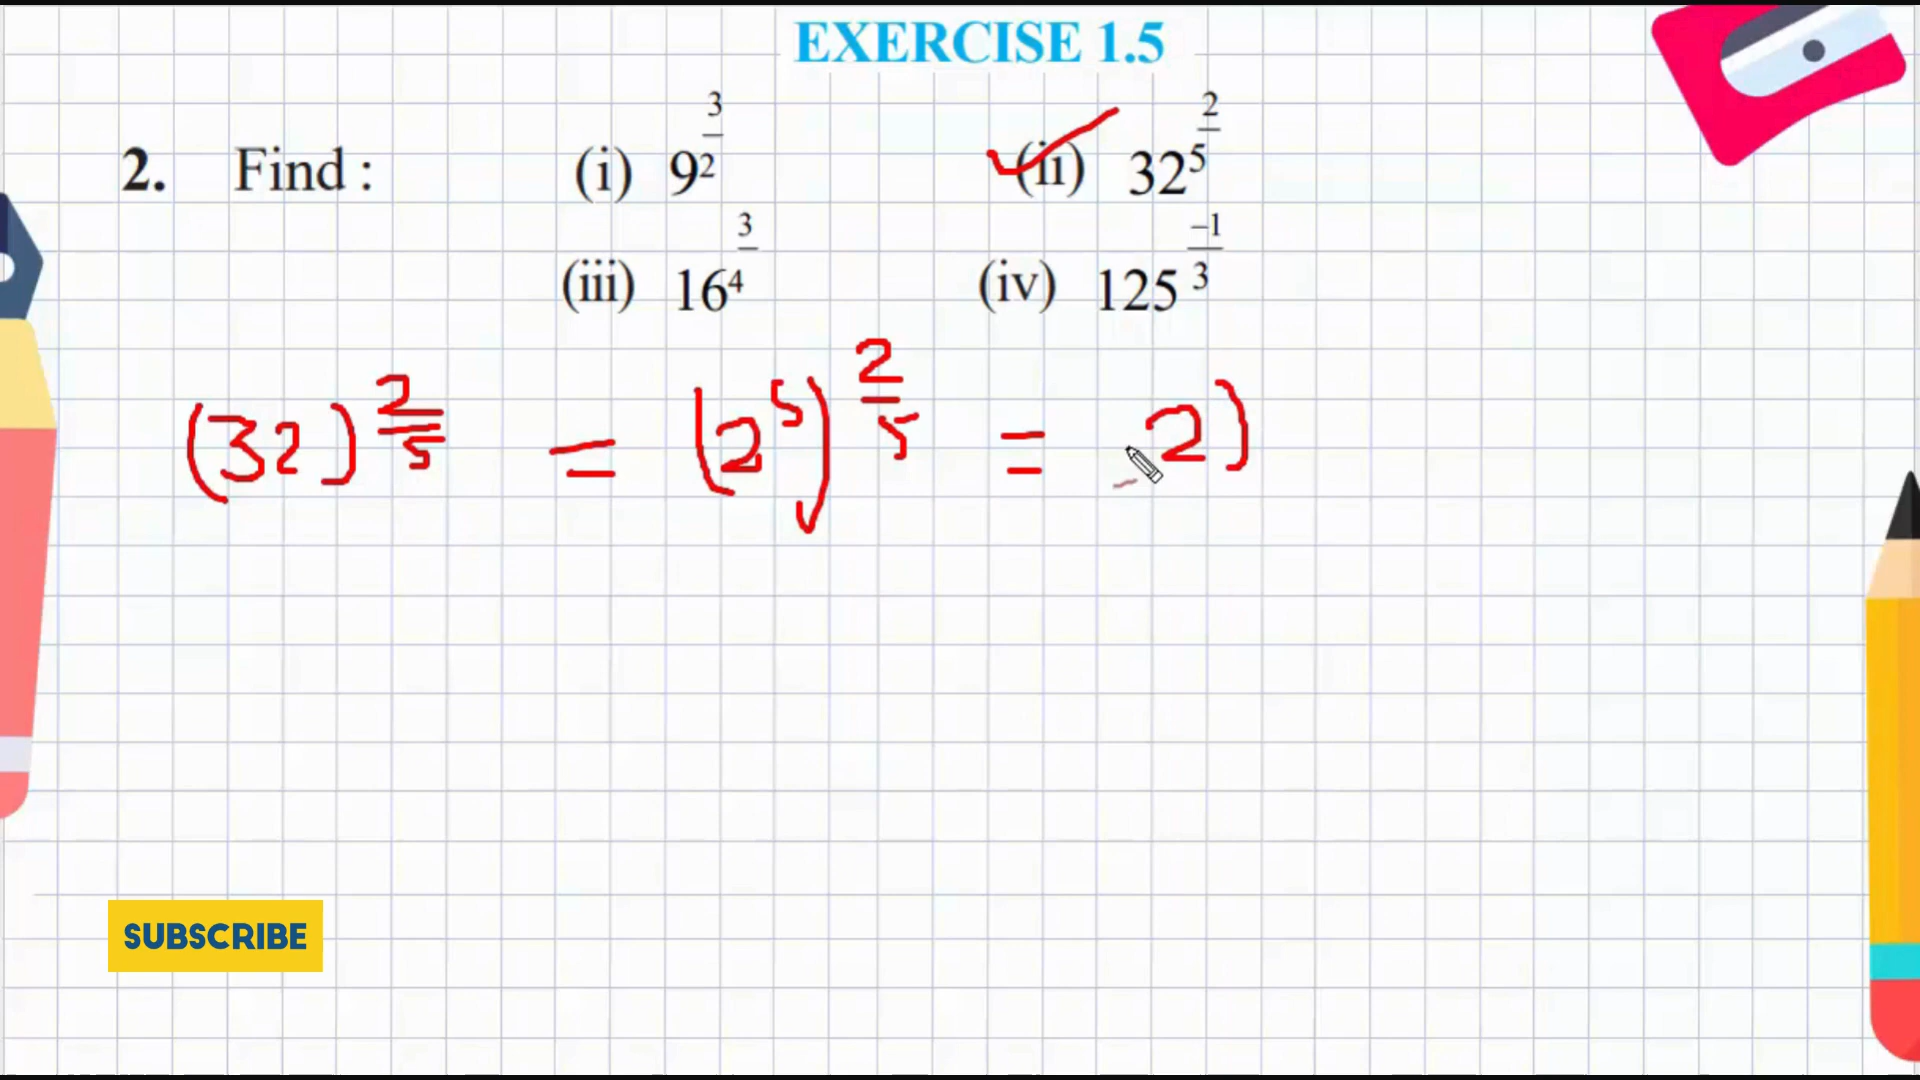 EXERCISE 1.5
2. Find : (i) 9^(3/2) (ii) 32^(2/5)
(iii) 16^(3/4) (iv) 125^(-1/3)
(32)^(2/5) = (2^5)^(2/5) = 2)
SUBSCRIBE